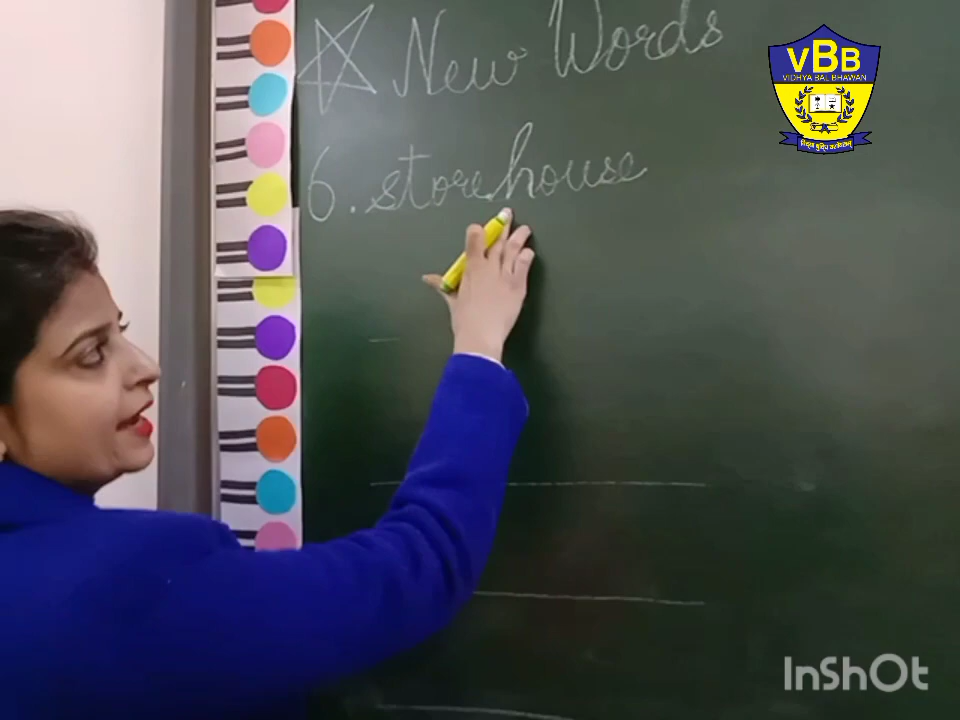 ☆ New Words
6. storehouse
VBB
VIDHYA BAL BHAWAN
InShOt